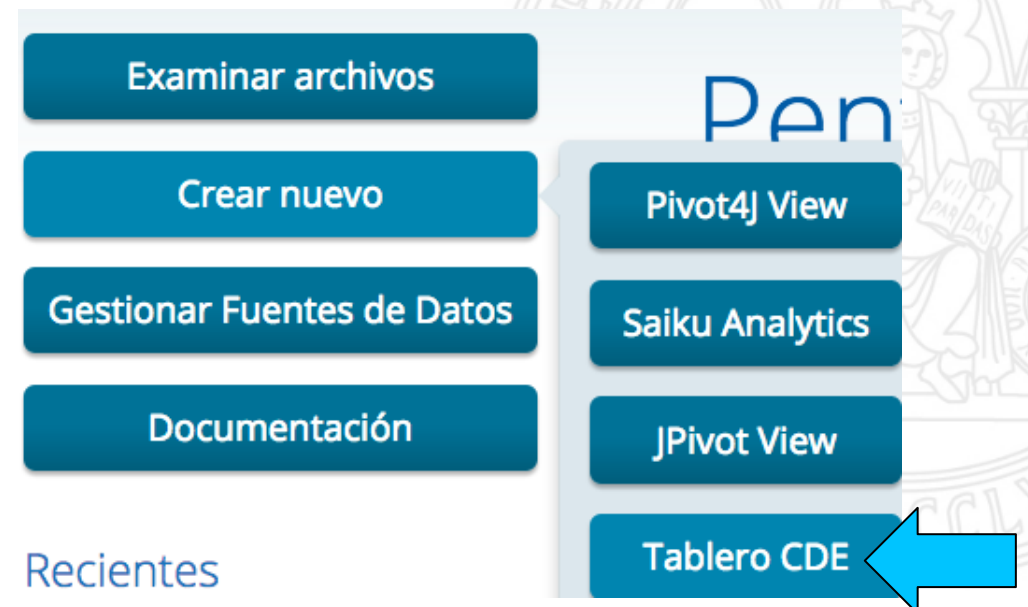 Examinar archivos
Pen
Crear nuevo
Pivot4J View
Gestionar Fuentes de Datos
Saiku Analytics
Documentación
JPivot View
Recientes
Tablero CDE